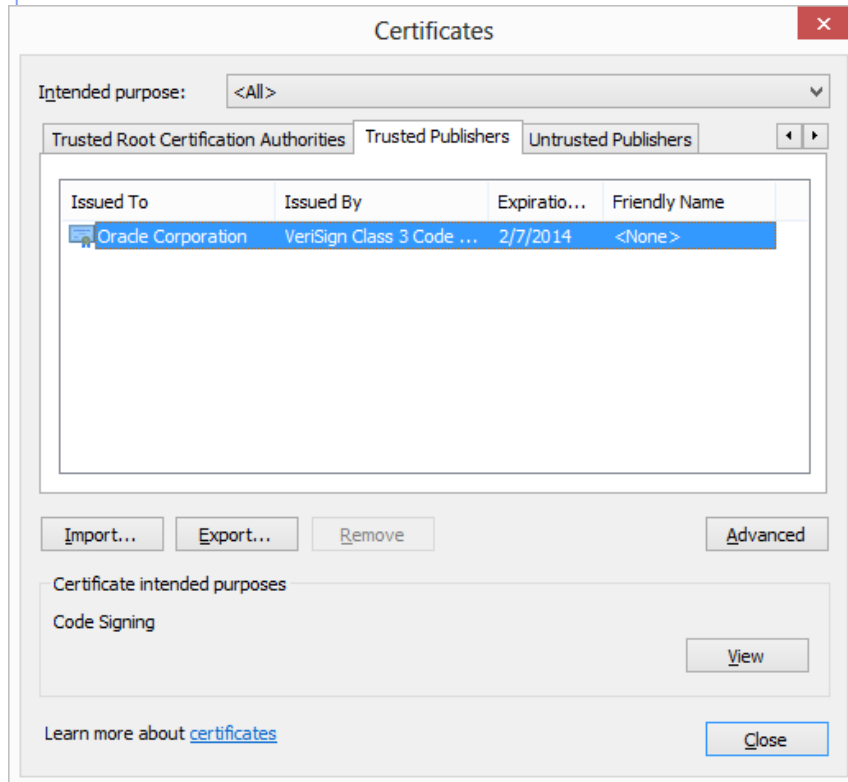 Certificates
Intended purpose: <All>
Trusted Root Certification Authorities Trusted Publishers Untrusted Publishers
Issued To Issued By Expiratio... Friendly Name
Oracle Corporation VeriSign Class 3 Code ... 2/7/2014 <None>
Import... Export... Remove Advanced
Certificate intended purposes
Code Signing
View
Learn more about certificates
Close